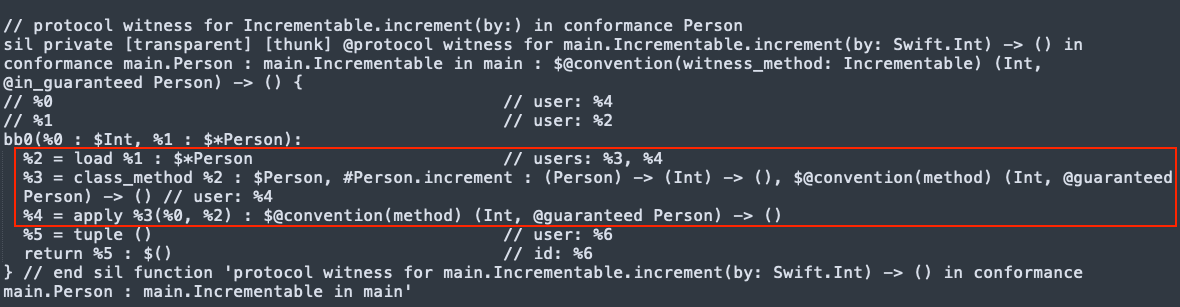 // protocol witness for Incrementable.increment(by:) in conformance Person
sil private [transparent] [thunk] @protocol witness for main.Incrementable.increment(by: Swift.Int) -> () in
conformance main.Person : main.Incrementable in main : $@convention(witness_method: Incrementable) (Int,
@in_guaranteed Person) -> () {
// %0                                             // user: %4
// %1                                             // user: %2
bb0(%0 : $Int, %1 : $*Person):
  %2 = load %1 : $*Person                         // users: %3, %4
  %3 = class_method %2 : $Person, #Person.increment : (Person) -> (Int) -> (), $@convention(method) (Int, @guaranteed
Person) -> () // user: %4
  %4 = apply %3(%0, %2) : $@convention(method) (Int, @guaranteed Person) -> ()
  %5 = tuple ()                                   // user: %6
  return %5 : $()                                 // id: %6
} // end sil function 'protocol witness for main.Incrementable.increment(by: Swift.Int) -> () in conformance
main.Person : main.Incrementable in main'